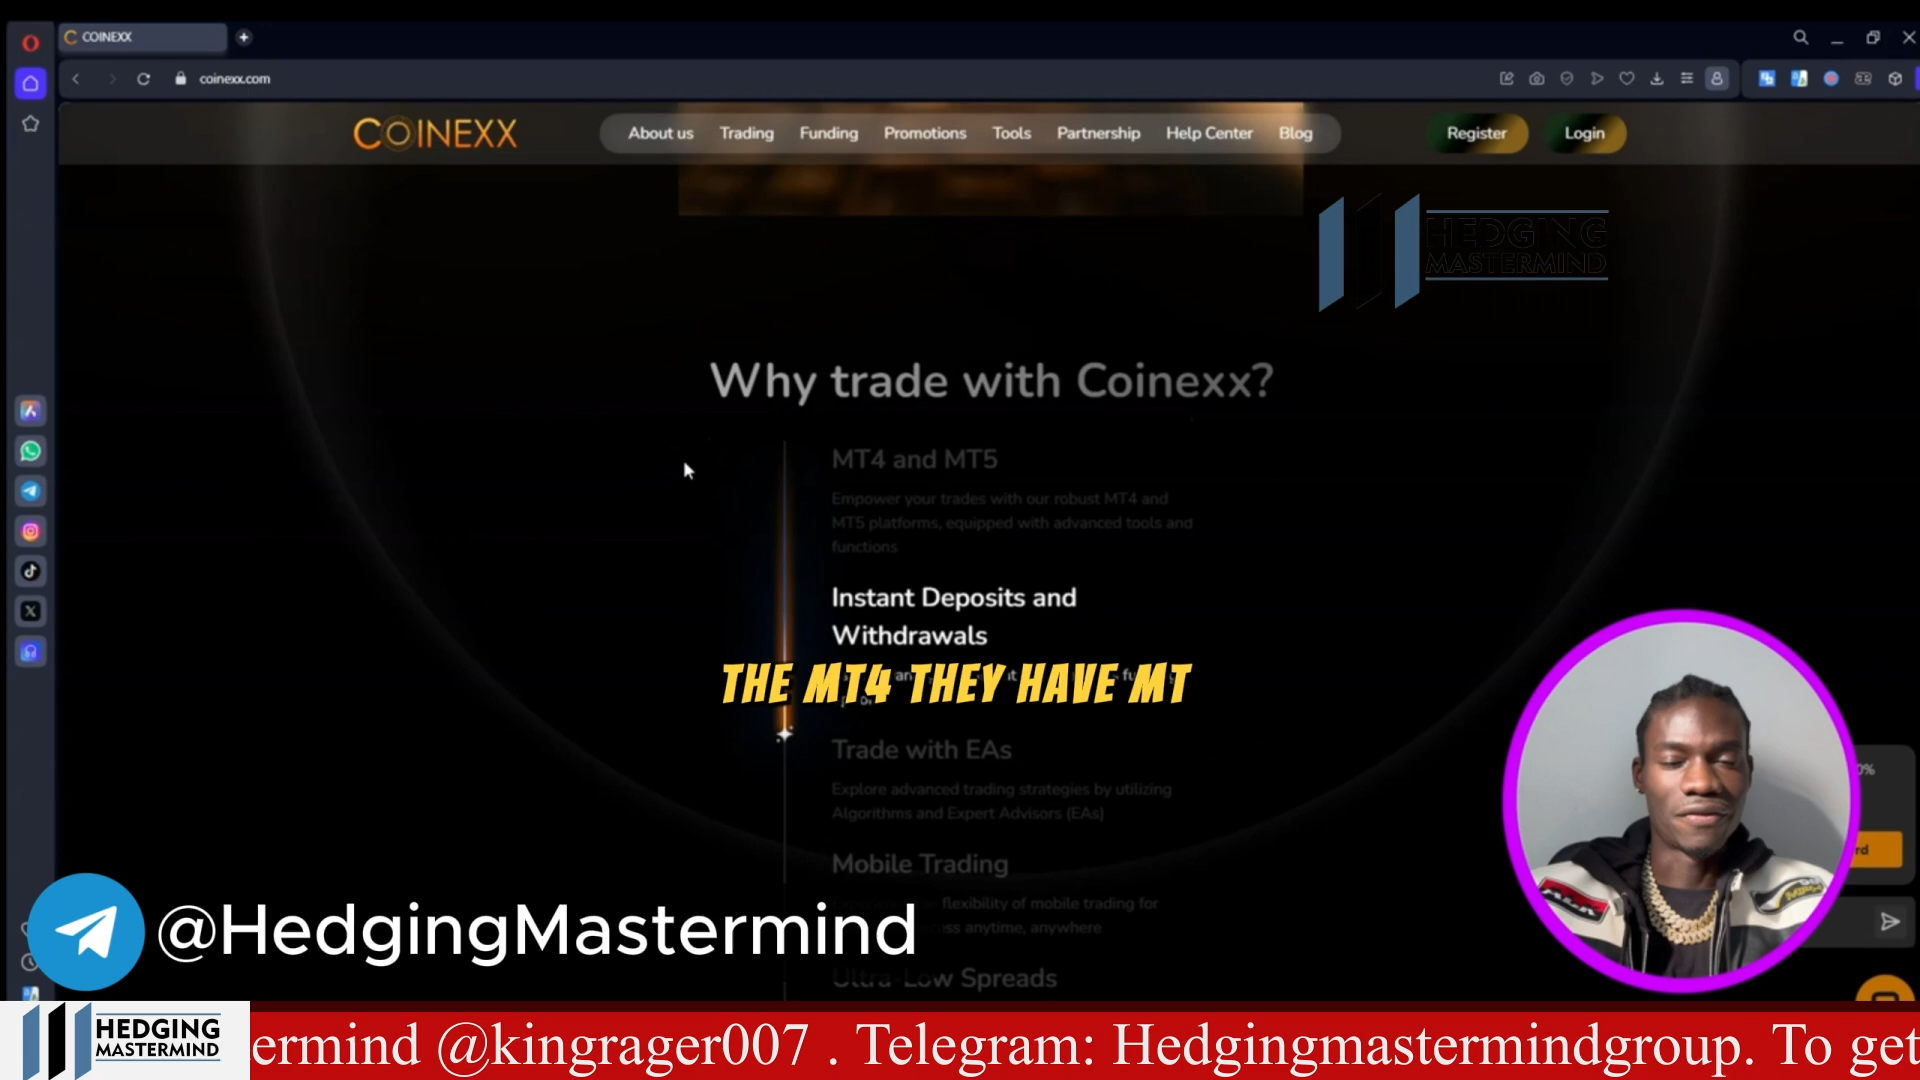 COINEXX
coinexx.com
COINEXX
About us Trading Funding Promotions Tools Partnership Help Center Blog Register Login
HEDGING
MASTERMIND
Why trade with Coinexx?
MT4 and MT5
Empower your trades with our robust MT4 and
MT5 platforms, equipped with advanced tools and
functions
Instant Deposits and
Withdrawals
THE MT4 THEY HAVE MT
Trade with EAs
Explore advanced trading strategies by utilizing
Algorithms and Expert Advisors (EAs)
Mobile Trading
flexibility of mobile trading for
anytime, anywhere
Ultra-Low Spreads
@HedgingMastermind
HEDGING
MASTERMIND
ermind @kingrager007 . Telegram: Hedgingmastermindgroup. To get